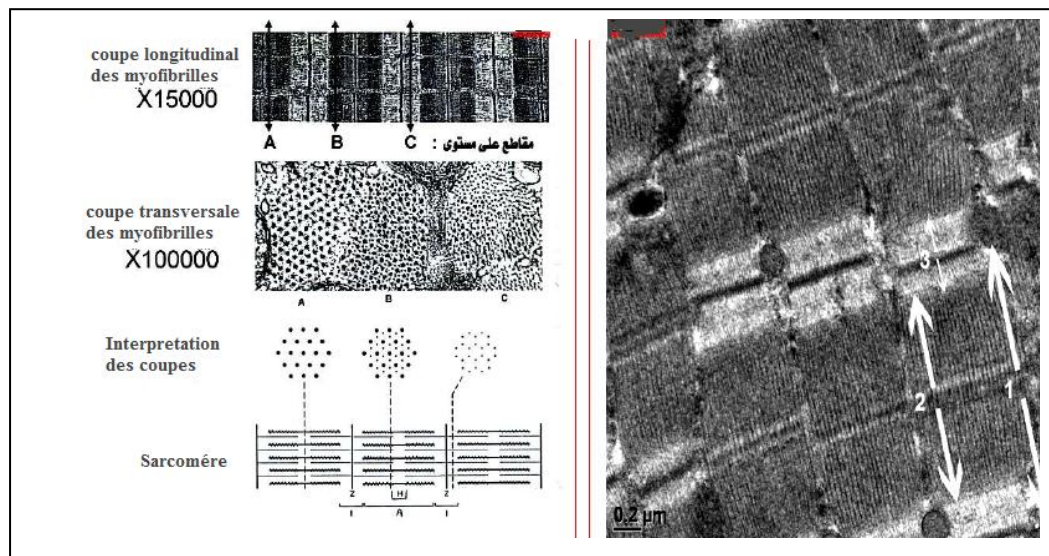 coupe longitudinal
des myofibrilles
X15000
A B C مقاطع على مستوى :
coupe transversale
des myofibrilles
X100000
A B C
Interpretation
des coupes
Sarcomére
Z H Z
I A I
3
2 1
0.2 µm